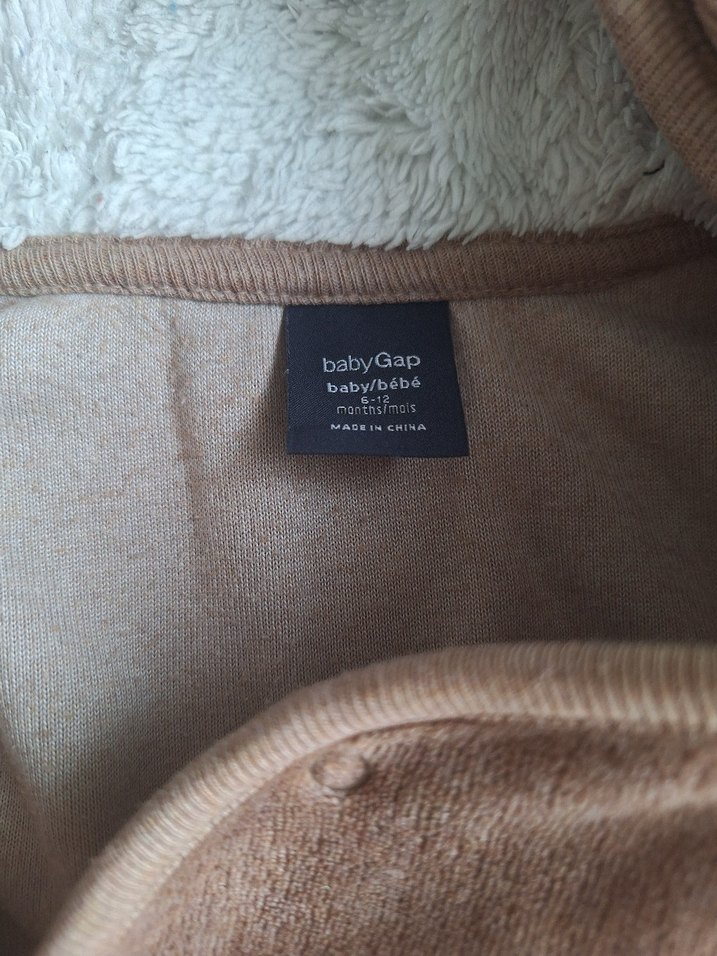 babyGap
baby/bébé
6-12
months/mois
MADE IN CHINA